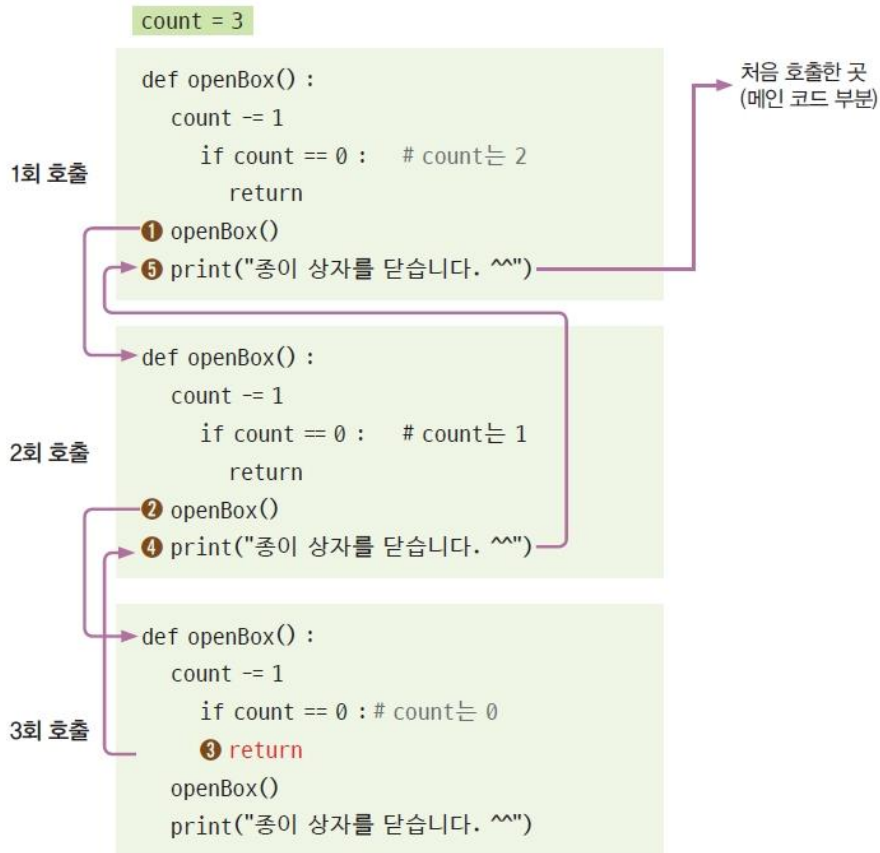 count = 3
def openBox() :
처음 호출한 곳
(메인 코드 부분)
count -= 1
if count == 0 : # count는 2
1회 호출
return
❶ openBox()
❺ print("종이 상자를 닫습니다. ^^")
def openBox() :
count -= 1
if count == 0 : # count는 1
2회 호출
return
❷ openBox()
❹ print("종이 상자를 닫습니다. ^^")
def openBox() :
count -= 1
if count == 0 : # count는 0
3회 호출
❸ return
openBox()
print("종이 상자를 닫습니다. ^^")